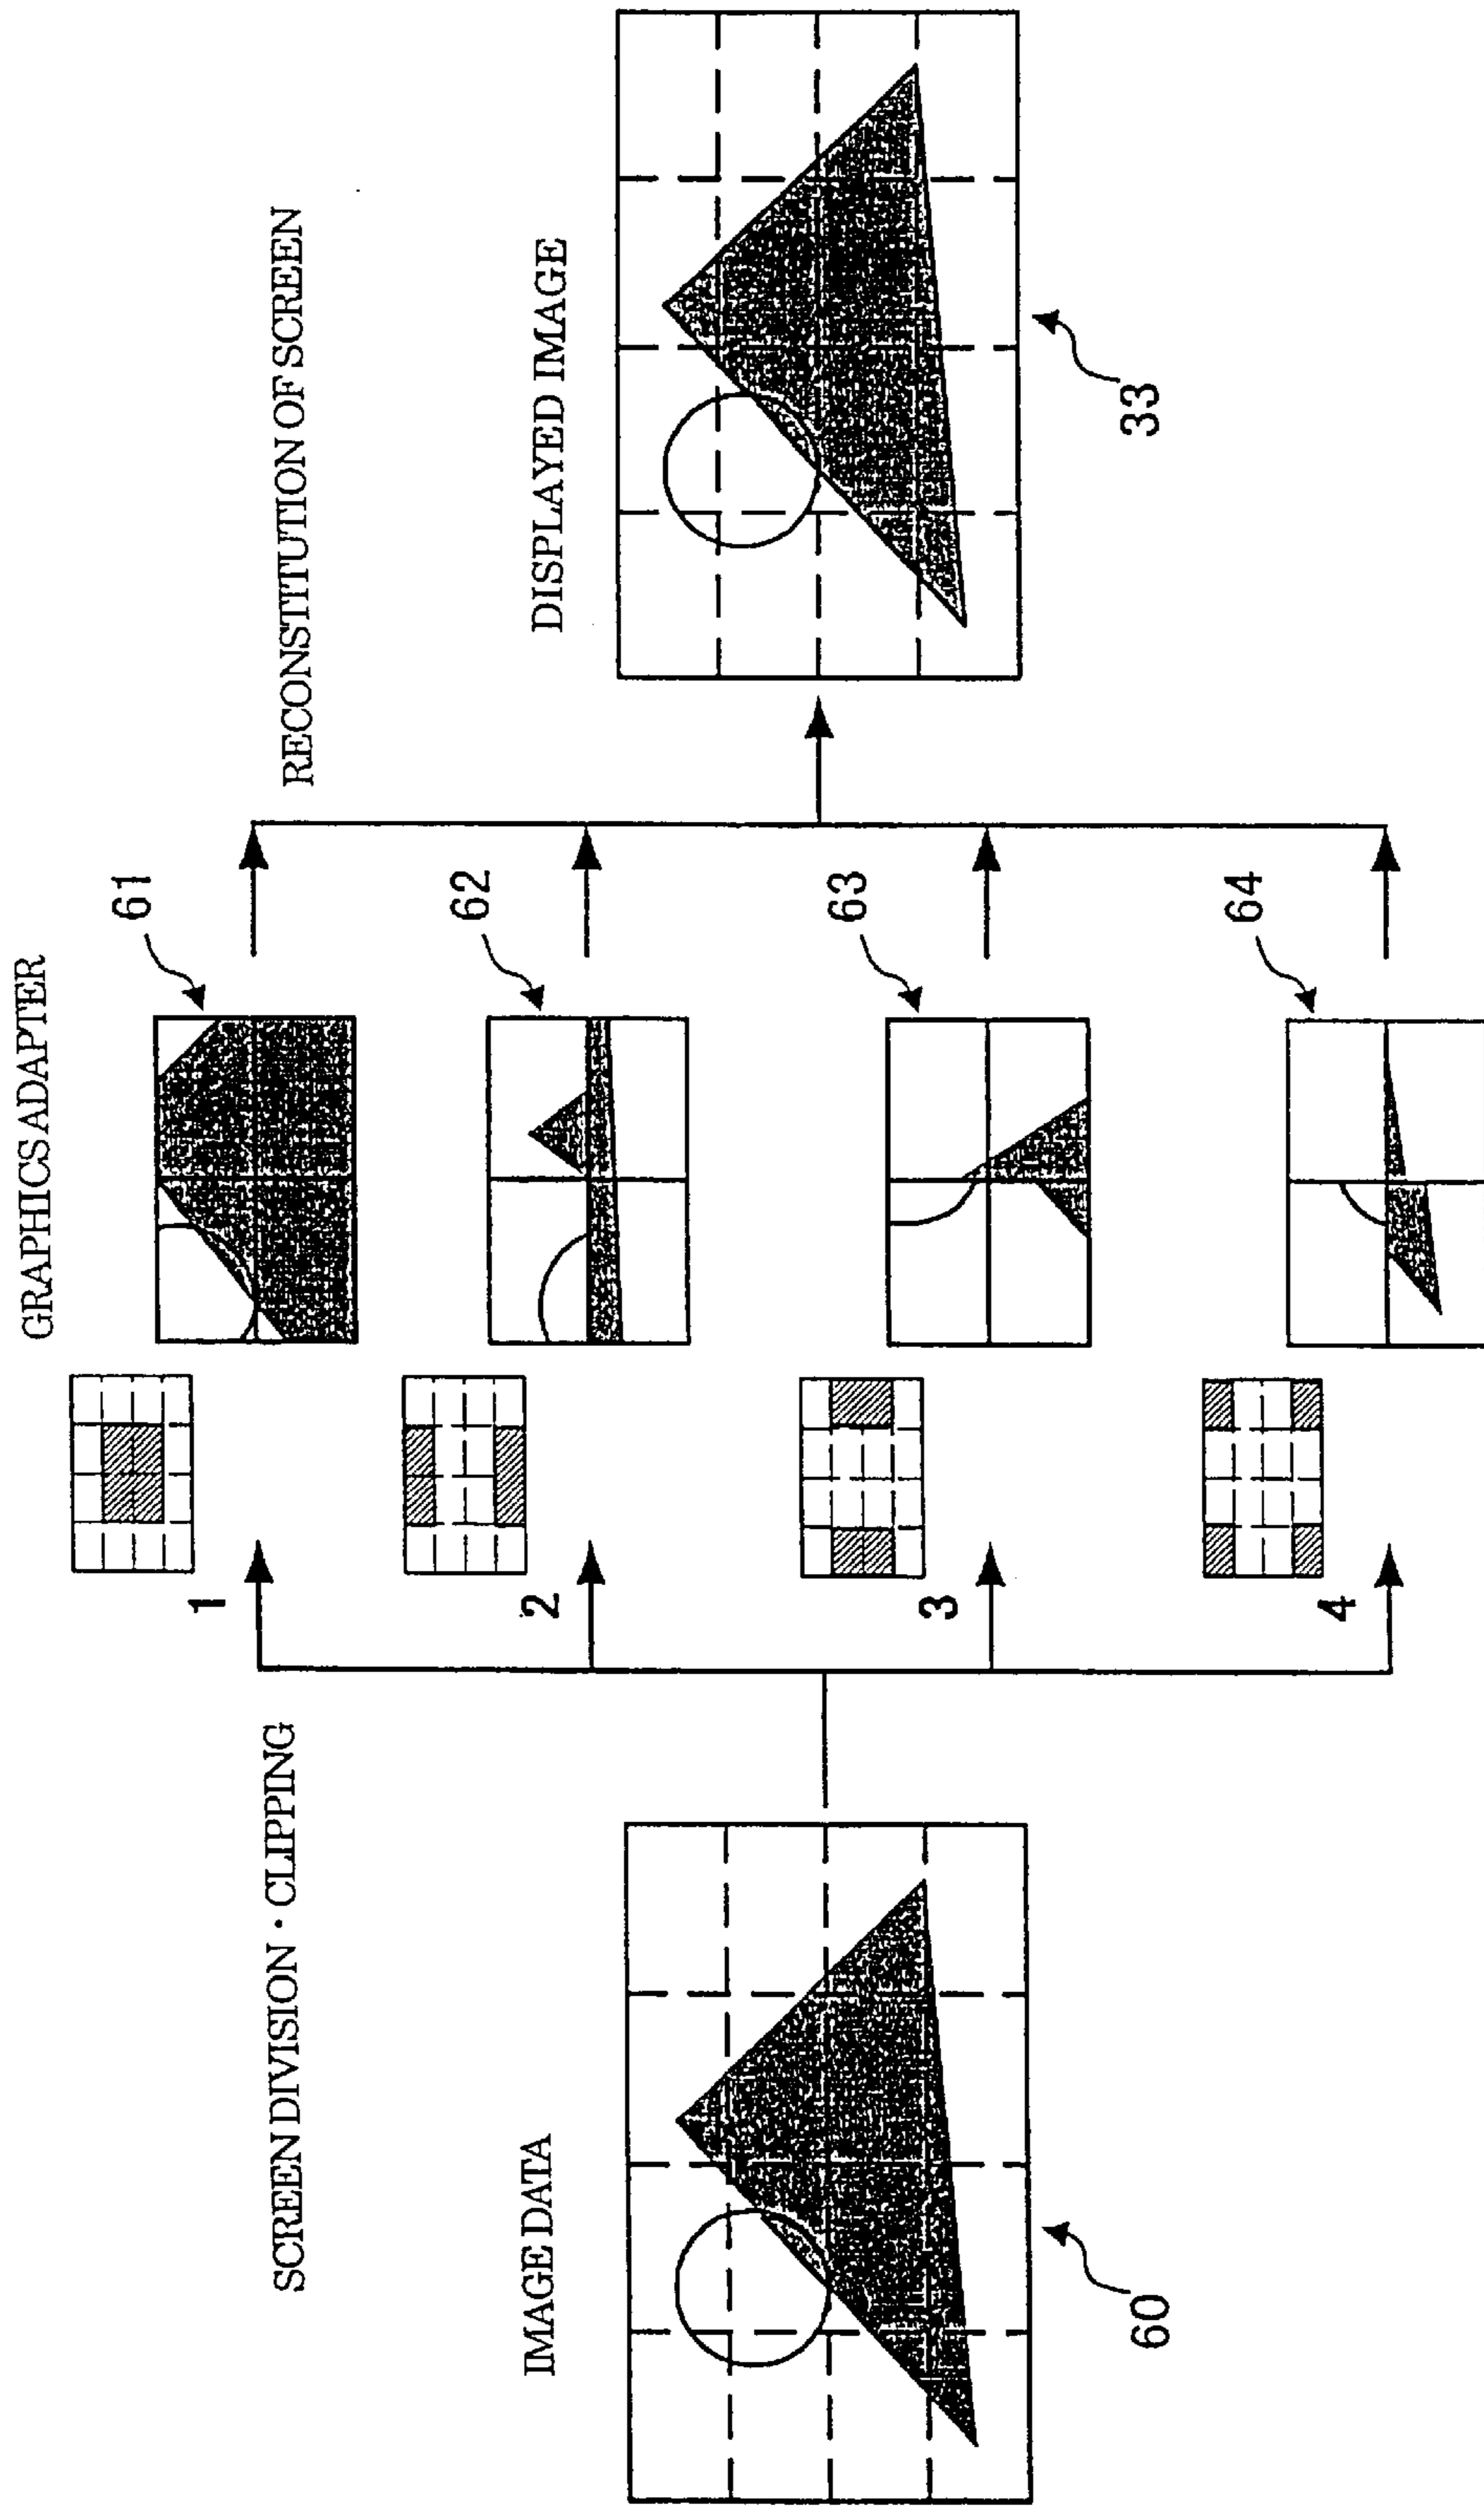 SCREEN DIVISION · CLIPPING
IMAGE DATA
60
1
2
3
4
GRAPHICS ADAPTER
61
62
63
64
RECONSTITUTION OF SCREEN
DISPLAYED IMAGE
33